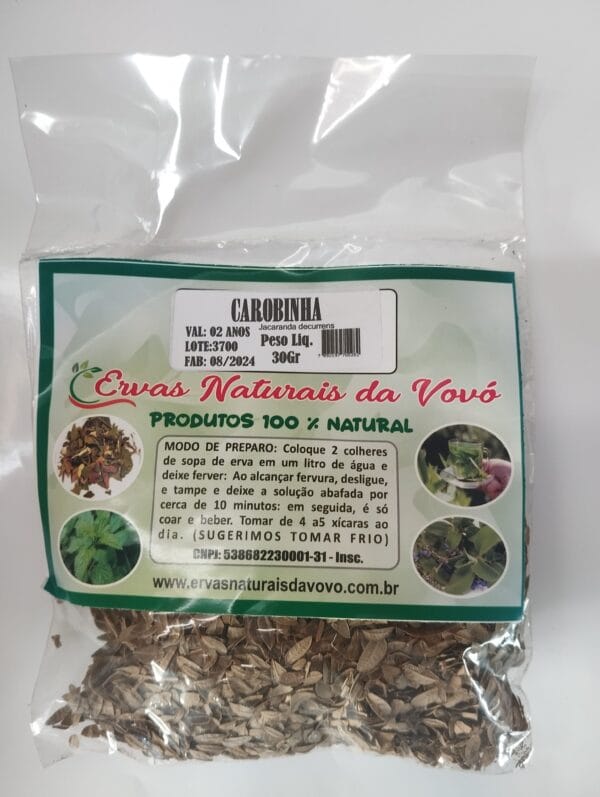 CAROBINHA
Jacaranda decurrens
VAL: 02 ANOS
LOTE:3700
FAB: 08/2024
Peso Liq.
30Gr
Ervas Naturais da Vovó
PRODUTOS 100 % NATURAL
MODO DE PREPARO: Coloque 2 colheres
de sopa de erva em um litro de água e
deixe ferver: Ao alcançar fervura, desligue,
e tampe e deixe a solução abafada por
cerca de 10 minutos: em seguida, é só
coar e beber. Tomar de 4 a5 xícaras ao
dia. (SUGERIMOS TOMAR FRIO)
CNPJ: 538682230001-31 - Insc.
www.ervasnaturaisdavovo.com.br